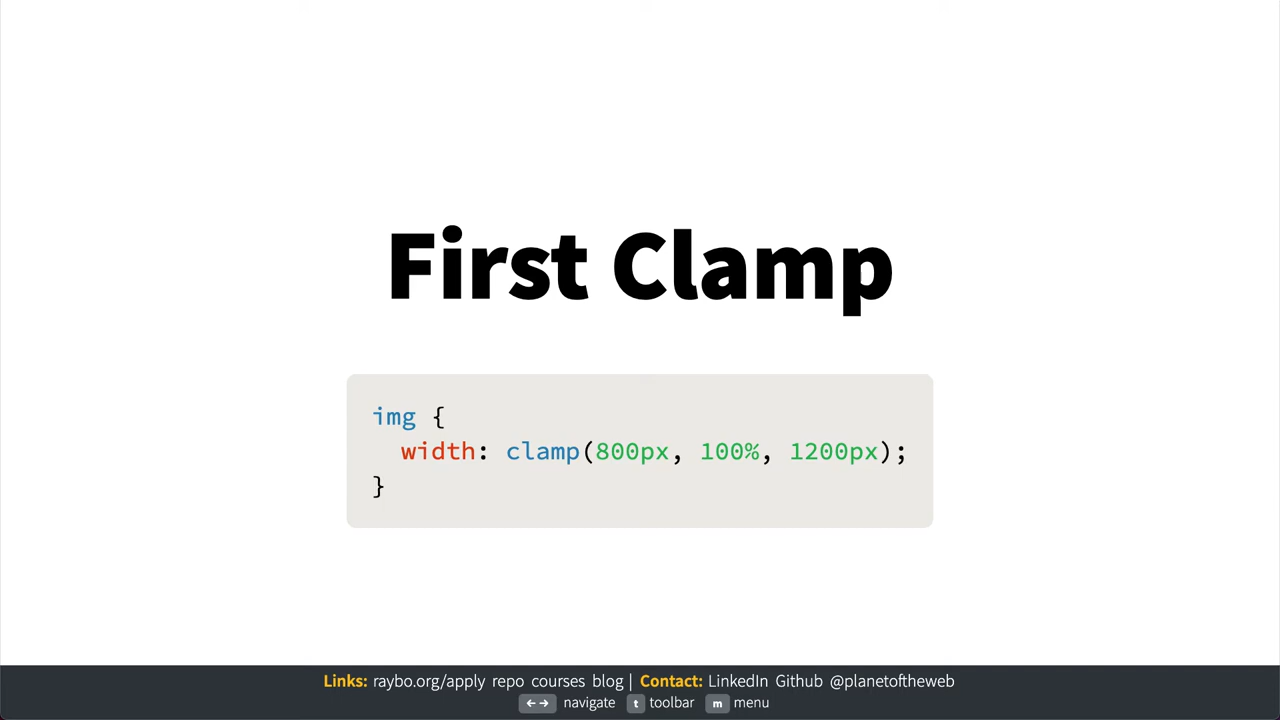 First Clamp
img {
  width: clamp(800px, 100%, 1200px);
}
Links: raybo.org/apply repo courses blog | Contact: LinkedIn Github @planetoftheweb
←→ navigate t toolbar m menu